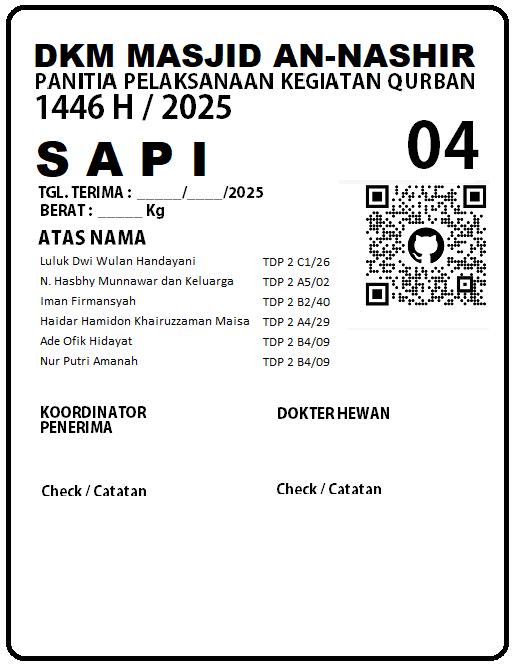 DKM MASJID AN-NASHIR
PANITIA PELAKSANAAN KEGIATAN QURBAN
1446 H / 2025
04
SAPI
TGL. TERIMA : _____/____/2025
BERAT : _____ Kg
ATAS NAMA
Luluk Dwi Wulan Handayani TDP 2 C1/26
N. Hasbhy Munnawar dan Keluarga TDP 2 A5/02
Iman Firmansyah TDP 2 B2/40
Haidar Hamidon Khairuzzaman Maisa TDP 2 A4/29
Ade Ofik Hidayat TDP 2 B4/09
Nur Putri Amanah TDP 2 B4/09
KOORDINATOR
PENERIMA
DOKTER HEWAN
Check / Catatan
Check / Catatan